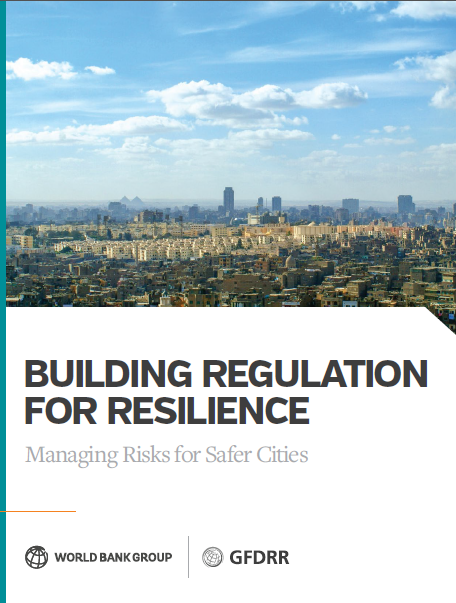 BUILDING REGULATION
FOR RESILIENCE
Managing Risks for Safer Cities
WORLD BANK GROUP
GFDRR